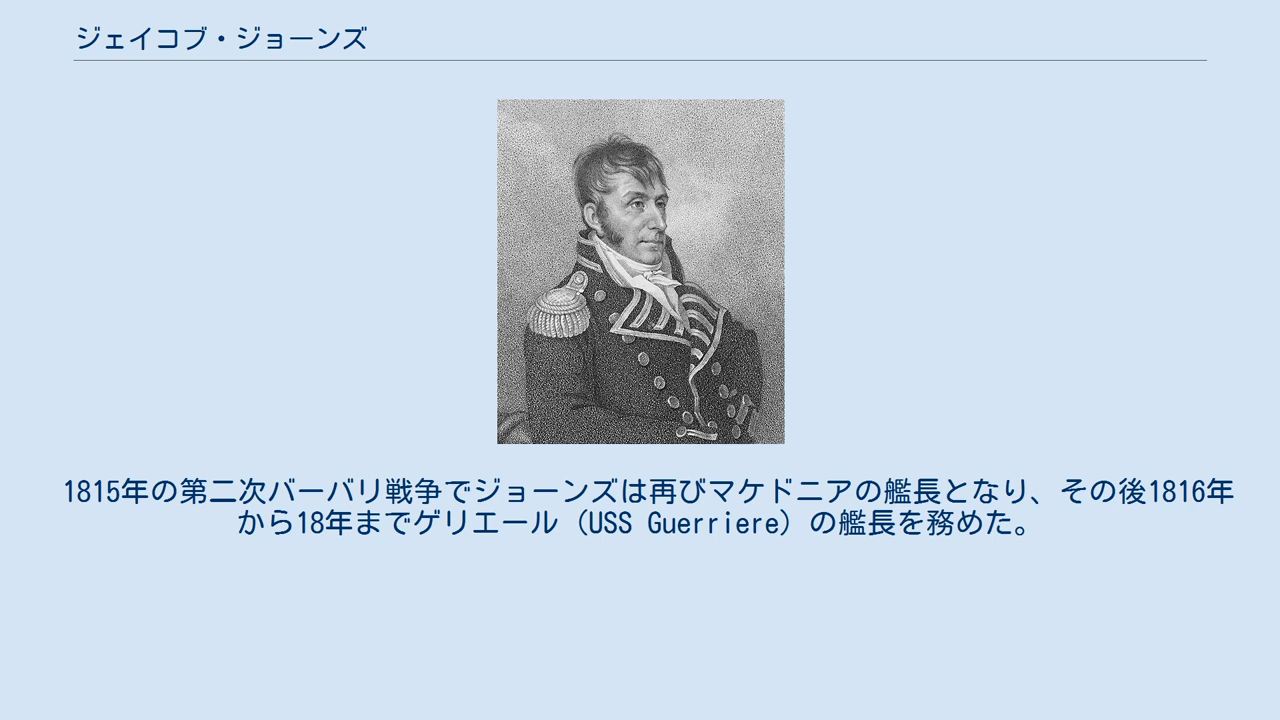 ジェイコブ・ジョーンズ
1815年の第二次バーバリ戦争でジョーンズは再びマケドニアの艦長となり、その後1816年
から18年までゲリエール（USS Guerriere）の艦長を務めた。